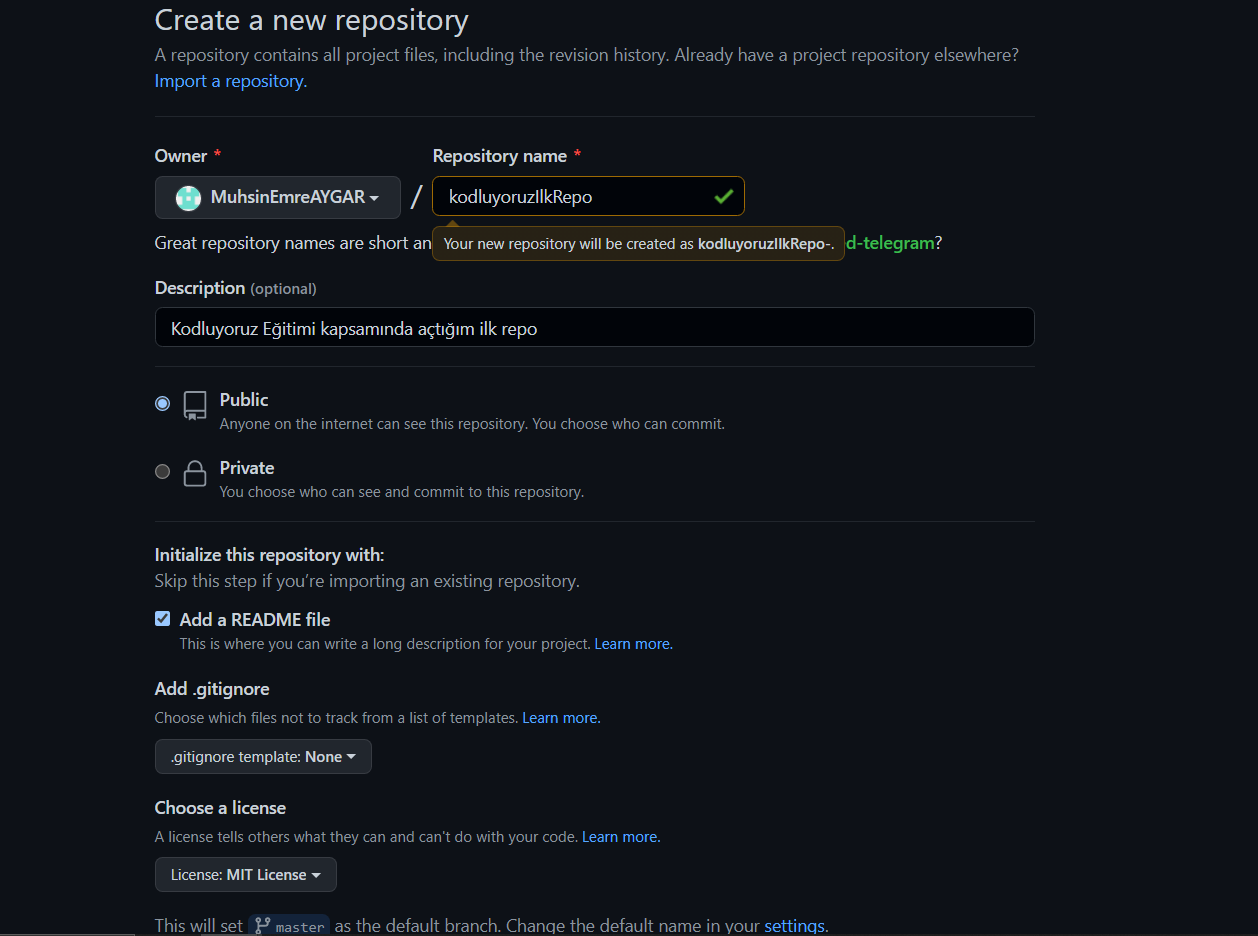 Create a new repository
A repository contains all project files, including the revision history. Already have a project repository elsewhere?
Import a repository.
Owner * Repository name *
MuhsinEmreAYGAR / kodluyoruzIlkRepo
Great repository names are short an
Your new repository will be created as kodluyoruzIlkRepo-.
d-telegram?
Description (optional)
Kodluyoruz Eğitimi kapsamında açtığım ilk repo
Public
Anyone on the internet can see this repository. You choose who can commit.
Private
You choose who can see and commit to this repository.
Initialize this repository with:
Skip this step if you’re importing an existing repository.
Add a README file
This is where you can write a long description for your project. Learn more.
Add .gitignore
Choose which files not to track from a list of templates. Learn more.
.gitignore template: None
Choose a license
A license tells others what they can and can't do with your code. Learn more.
License: MIT License
This will set master as the default branch. Change the default name in your settings.